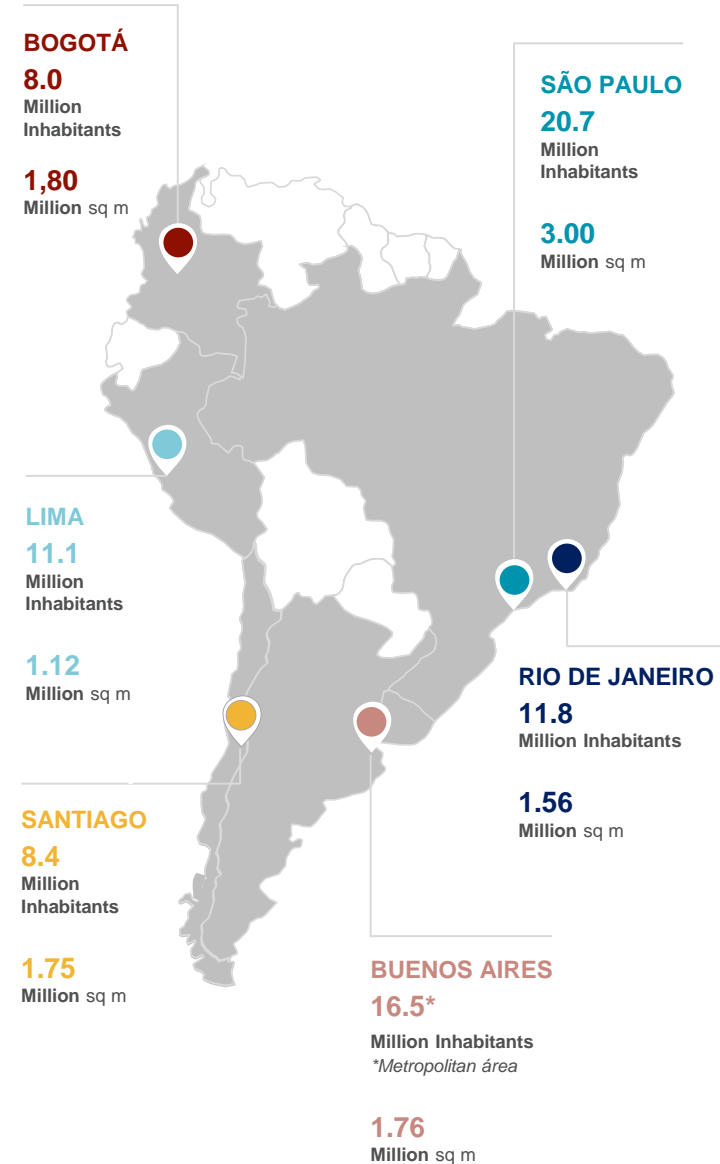 BOGOTÁ
8.0
Million
Inhabitants
1,80
Million sq m
SÃO PAULO
20.7
Million
Inhabitants
3.00
Million sq m
LIMA
11.1
Million
Inhabitants
1.12
Million sq m
RIO DE JANEIRO
11.8
Million Inhabitants
1.56
Million sq m
SANTIAGO
8.4
Million
Inhabitants
1.75
Million sq m
BUENOS AIRES
16.5*
Million Inhabitants
*Metropolitan área
1.76
Million sq m